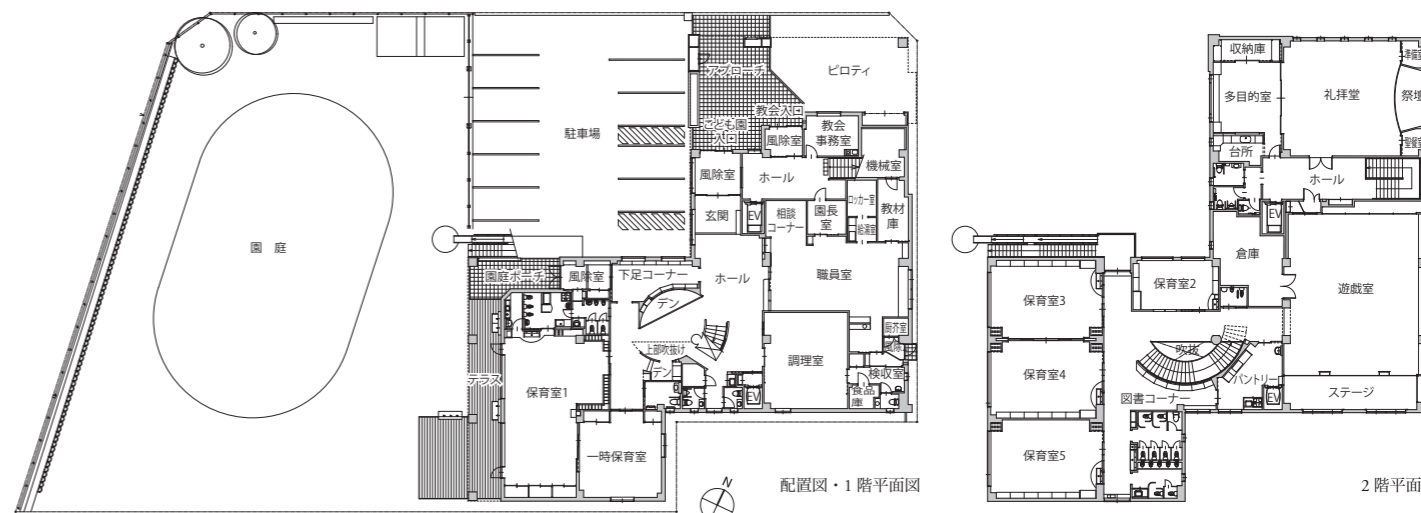 アプローチ
ピロティ
教会入口
こども園
入口
風除室
教会
事務室
駐車場
機械室
風除室
ホール
ロッカー室
教材
庫
玄関
EV
相談
コーナー
園長
室
給湯室
園 庭
園庭ポーチ
風除室
下足コーナー
ホール
職員室
デン
厨芥室
上部吹抜け
デン
調理室
検収室
食品
庫
EV
テラス
保育室1
一時保育室
N
配置図・1 階平面図
収納庫
準備室
多目的室
礼拝堂
祭壇
台所
ホール
EV
倉庫
保育室2
遊戯室
保育室3
吹抜
保育室4
パントリー
図書コーナー
EV
ステージ
保育室5
2 階平面